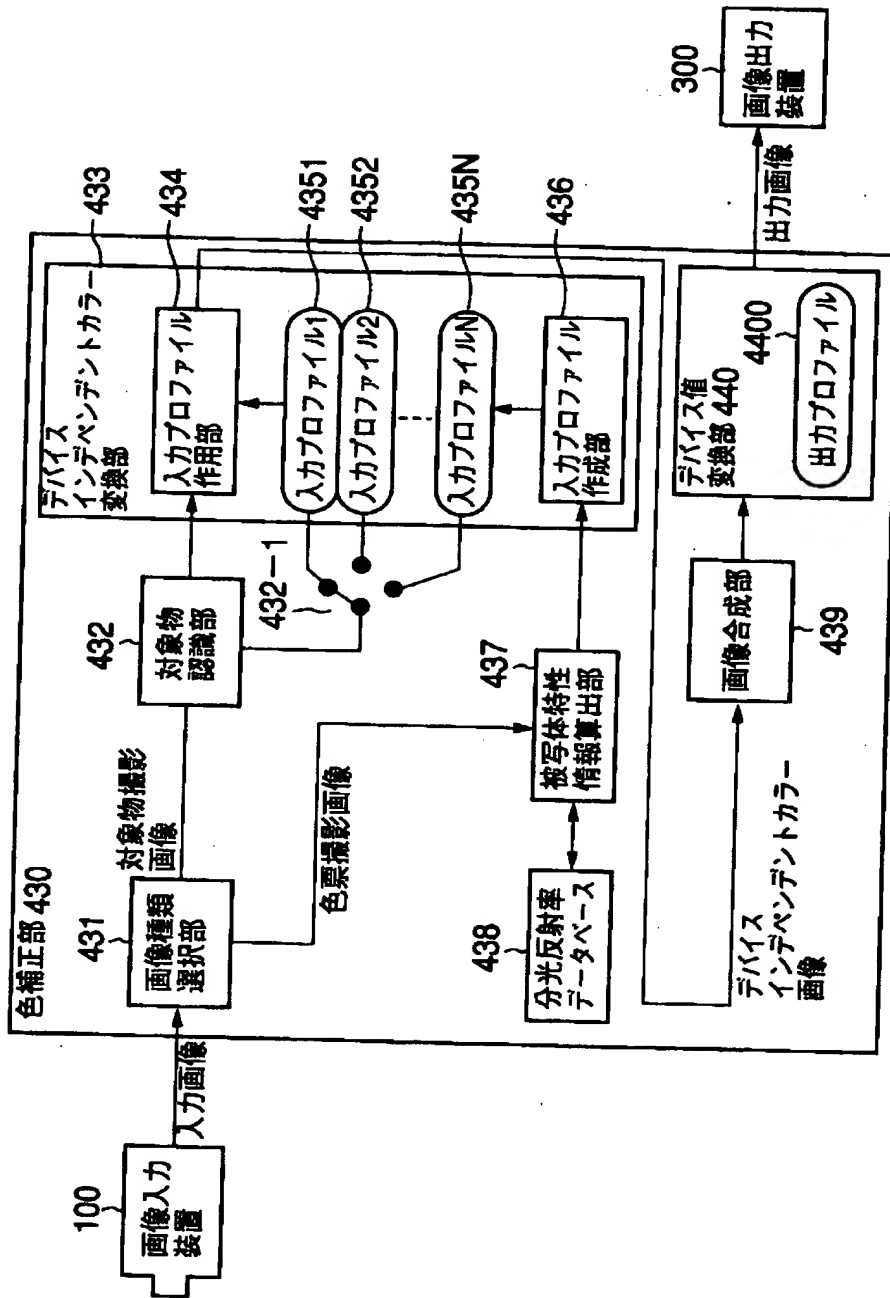 100
画像入力
装置
入力画像
色補正部 430
431
画像種類
選択部
対象物撮影
画像
色票撮影画像
432
対象物
認識部
432-1
デバイス
インデペンデントカラー
変換部
433
434
入力プロファイル
作用部
4351
入力プロファイル1
4352
入力プロファイル2
435N
入力プロファイルN
436
入力プロファイル
作成部
437
被写体特性
情報算出部
438
分光反射率
データベース
デバイス
インデペンデントカラー
画像
画像合成部
439
デバイス値
変換部 440
4400
出力プロファイル
出力画像
300
画像出力
装置